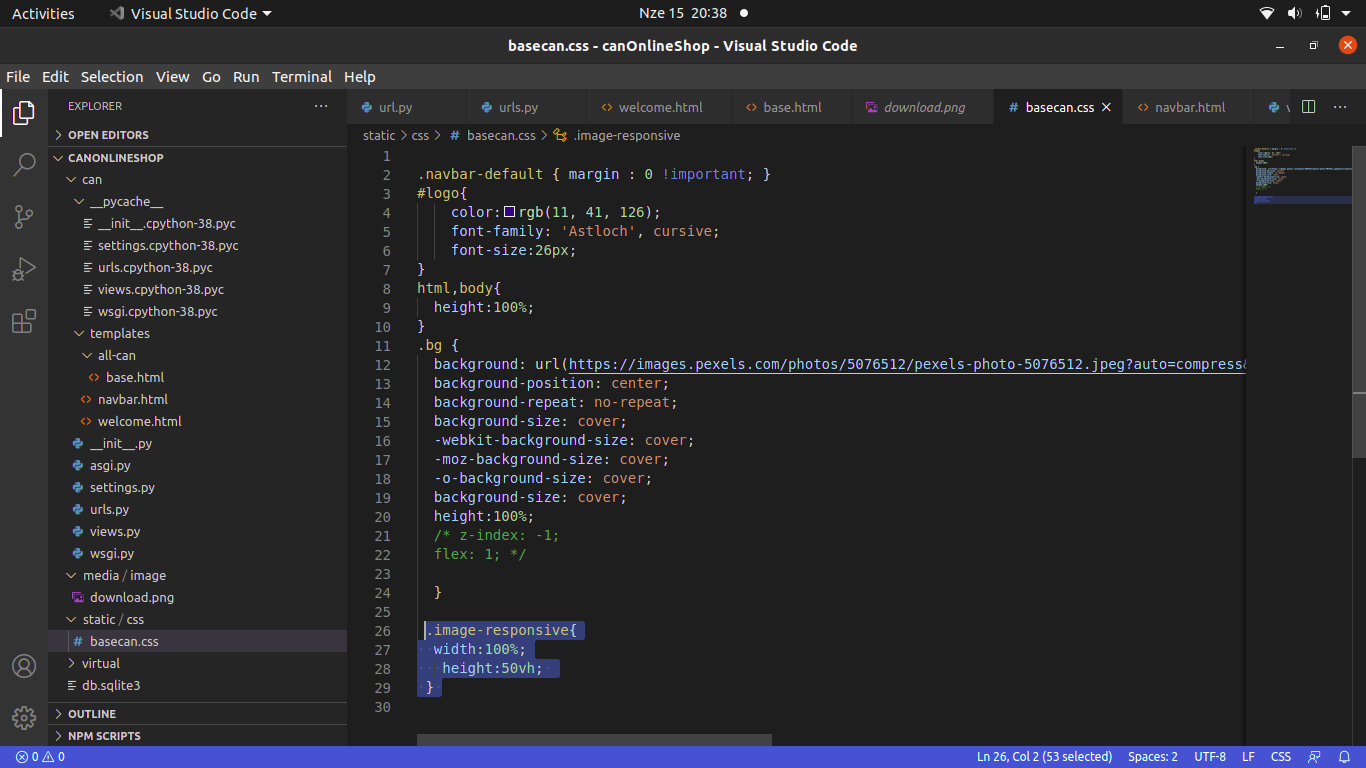 Activities Visual Studio Code Nze 15 20:38
basecan.css - canOnlineShop - Visual Studio Code
File Edit Selection View Go Run Terminal Help
EXPLORER
OPEN EDITORS
CANONLINESHOP
can
__pycache__
__init__.cpython-38.pyc
settings.cpython-38.pyc
urls.cpython-38.pyc
views.cpython-38.pyc
wsgi.cpython-38.pyc
templates
all-can
base.html
navbar.html
welcome.html
__init__.py
asgi.py
settings.py
urls.py
views.py
wsgi.py
media / image
download.png
static / css
basecan.css
virtual
db.sqlite3
OUTLINE
NPM SCRIPTS
url.py urls.py welcome.html base.html download.png basecan.css navbar.html
static > css > basecan.css > .image-responsive
1
2 .navbar-default { margin : 0 !important; }
3 #logo{
4 color: rgb(11, 41, 126);
5 font-family: 'Astloch', cursive;
6 font-size:26px;
7 }
8 html,body{
9 height:100%;
10 }
11 .bg {
12 background: url(https://images.pexels.com/photos/5076512/pexels-photo-5076512.jpeg?auto=compress&
13 background-position: center;
14 background-repeat: no-repeat;
15 background-size: cover;
16 -webkit-background-size: cover;
17 -moz-background-size: cover;
18 -o-background-size: cover;
19 background-size: cover;
20 height:100%;
21 /* z-index: -1;
22 flex: 1; */
23
24 }
25
26 .image-responsive{
27 width:100%;
28 height:50vh;
29 }
30
0 0 Ln 26, Col 2 (53 selected) Spaces: 2 UTF-8 LF CSS